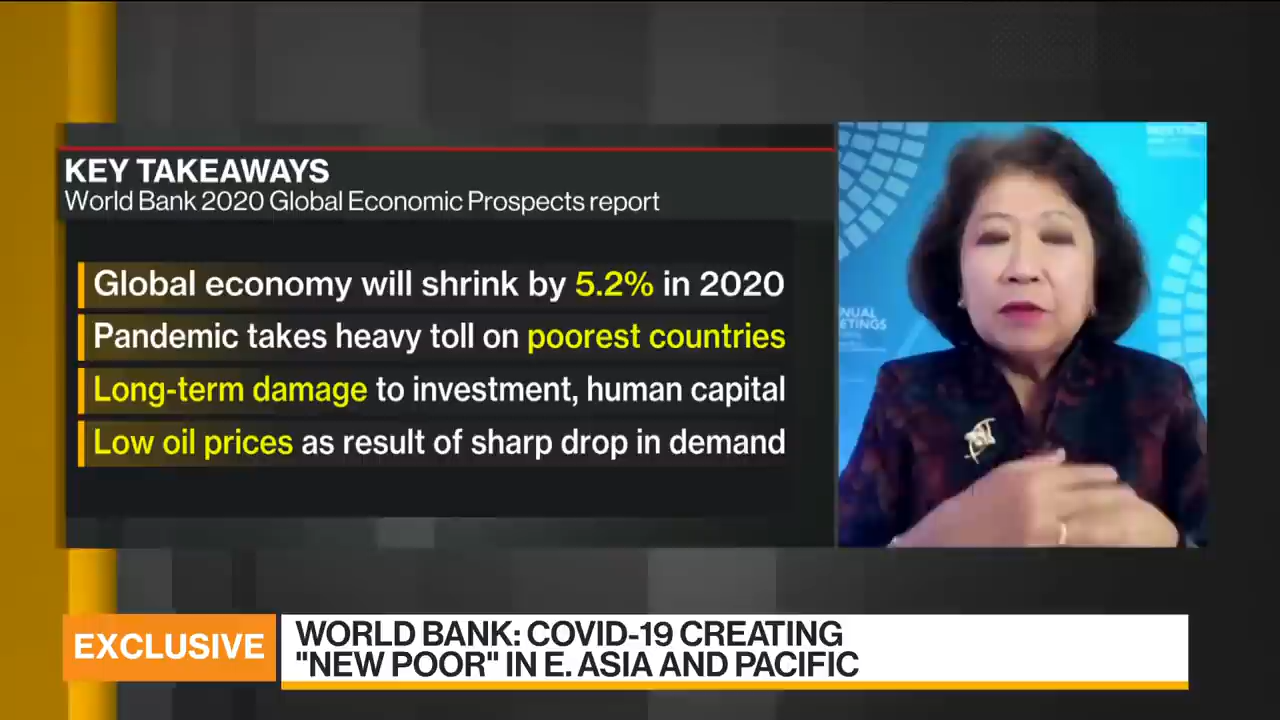 KEY TAKEAWAYS
World Bank 2020 Global Economic Prospects report
Global economy will shrink by 5.2% in 2020
Pandemic takes heavy toll on poorest countries
Long-term damage to investment, human capital
Low oil prices as result of sharp drop in demand
NUAL
ETINGS
EXCLUSIVE
WORLD BANK: COVID-19 CREATING
"NEW POOR" IN E. ASIA AND PACIFIC